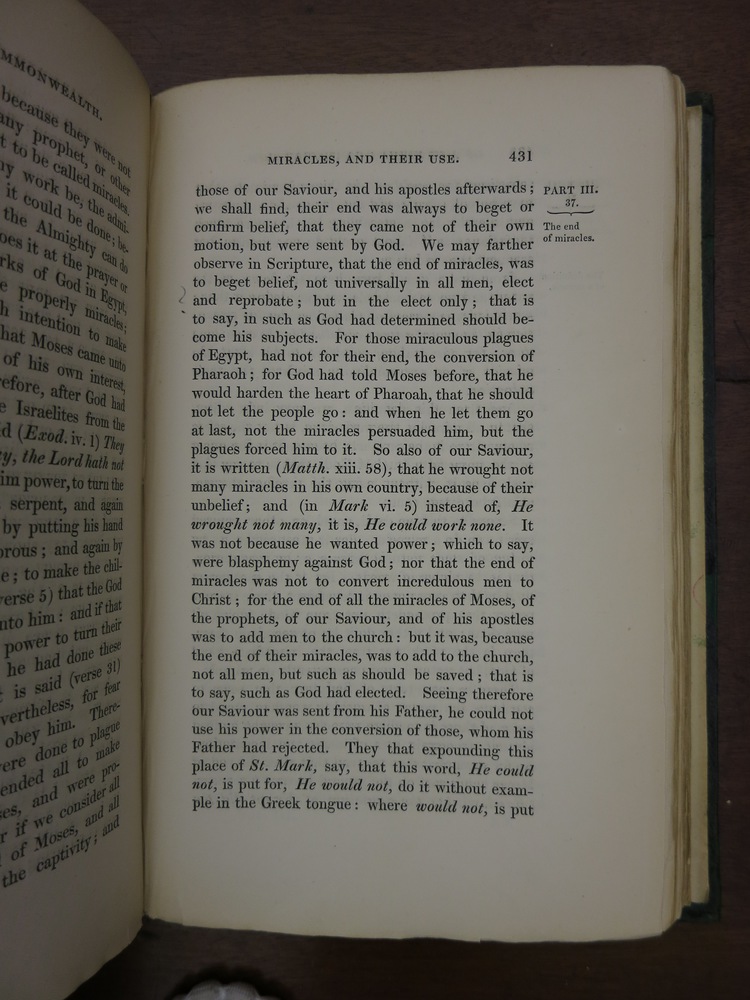 MMONWEALTH.
because they were not
any prophet, or other
t to be called miracles.
ny work be, the admi-
it could be done; be-
the Almighty can do
oes it at the prayer or
rks of God in Egypt,
e properly miracles;
h intention to make
hat Moses came unto
of his own interest,
efore, after God had
e Israelites from the
d (Exod. iv. 1) They
y, the Lord hath not
im power, to turn the
serpent, and again
by putting his hand
orous; and again by
e; to make the chil-
verse 5) that the God
nto him: and if that
power to turn their
he had done these
t is said (verse 31)
vertheless, for fear
obey him. There-
ere done to plague
ended all to make
ses, and were pro-
r if we consider all
l of Moses, and all
the captivity; and
MIRACLES, AND THEIR USE. 431
PART III.
37.
The end
of miracles.
those of our Saviour, and his apostles afterwards;
we shall find, their end was always to beget or
confirm belief, that they came not of their own
motion, but were sent by God. We may farther
observe in Scripture, that the end of miracles, was
to beget belief, not universally in all men, elect
and reprobate; but in the elect only; that is
to say, in such as God had determined should be-
come his subjects. For those miraculous plagues
of Egypt, had not for their end, the conversion of
Pharaoh; for God had told Moses before, that he
would harden the heart of Pharoah, that he should
not let the people go: and when he let them go
at last, not the miracles persuaded him, but the
plagues forced him to it. So also of our Saviour,
it is written (Matth. xiii. 58), that he wrought not
many miracles in his own country, because of their
unbelief; and (in Mark vi. 5) instead of, He
wrought not many, it is, He could work none. It
was not because he wanted power; which to say,
were blasphemy against God; nor that the end of
miracles was not to convert incredulous men to
Christ; for the end of all the miracles of Moses, of
the prophets, of our Saviour, and of his apostles
was to add men to the church: but it was, because
the end of their miracles, was to add to the church,
not all men, but such as should be saved; that is
to say, such as God had elected. Seeing therefore
our Saviour was sent from his Father, he could not
use his power in the conversion of those, whom his
Father had rejected. They that expounding this
place of St. Mark, say, that this word, He could
not, is put for, He would not, do it without exam-
ple in the Greek tongue: where would not, is put